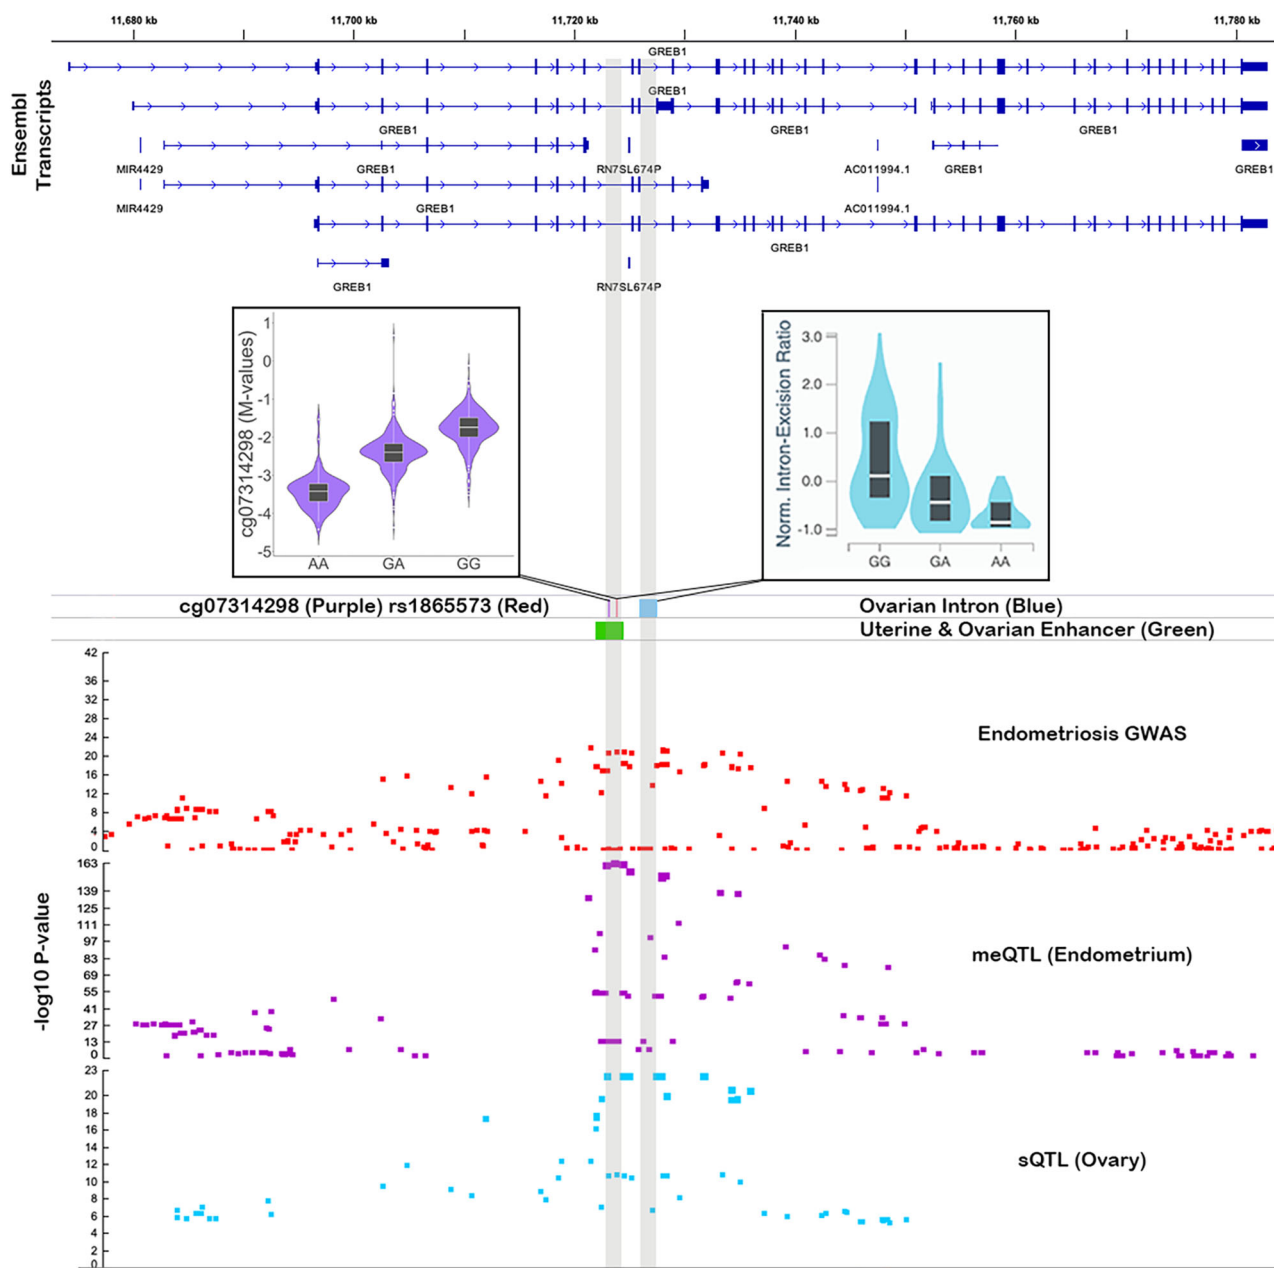 11,680 kb 11,700 kb 11,720 kb 11,740 kb 11,760 kb 11,780 kb
Ensembl
Transcripts
GREB1
GREB1
GREB1 GREB1 GREB1
MIR4429 GREB1 RN7SL674P AC011994.1 GREB1 GREB1
MIR4429 GREB1 AC011994.1
GREB1
GREB1 RN7SL674P
cg07314298 (M-values)
1
0
-1
-2
-3
-4
-5
AA GA GG
Norm. Intron-Excision Ratio
3.0
2.0
1.0
0.0
-1.0
GG GA AA
cg07314298 (Purple) rs1865573 (Red) Ovarian Intron (Blue)
Uterine & Ovarian Enhancer (Green)
-log10 P-value
42
36
32
28
24
20
16
12
8
4
0
Endometriosis GWAS
163
139
125
111
97
83
69
55
41
27
13
0
meQTL (Endometrium)
23
20
18
16
14
12
10
8
6
4
2
0
sQTL (Ovary)